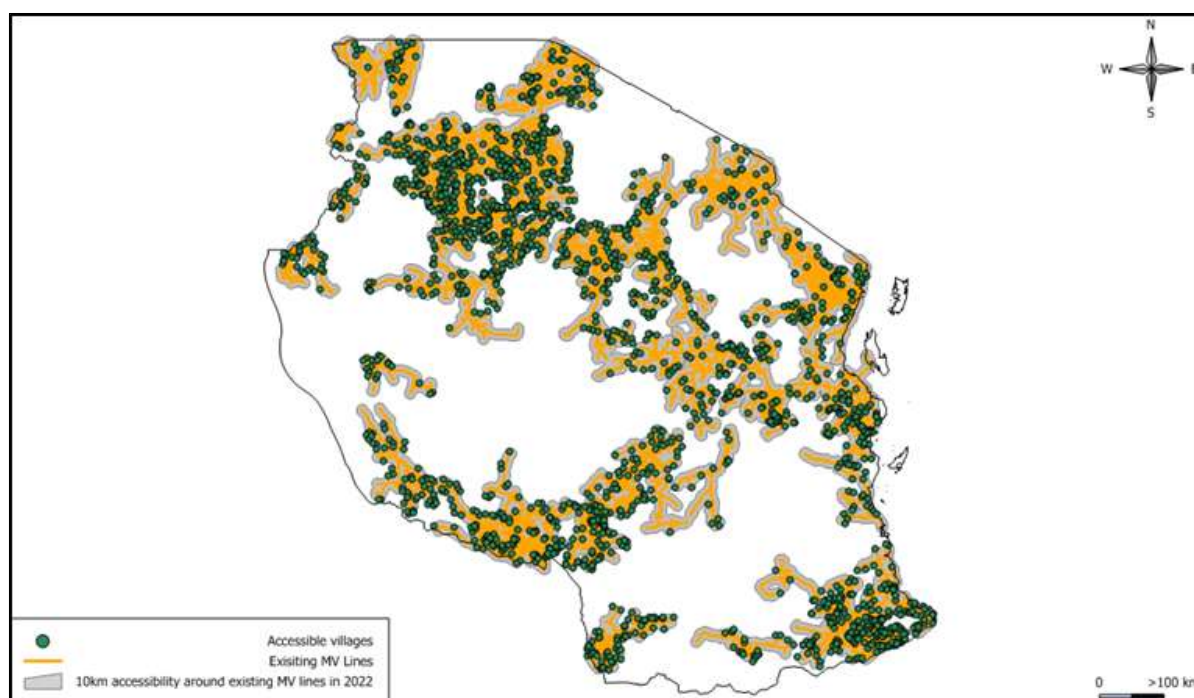 N
W
E
S
Accessible villages
Exisiting MV Lines
10km accessibility around existing MV lines in 2022
0 >100 km